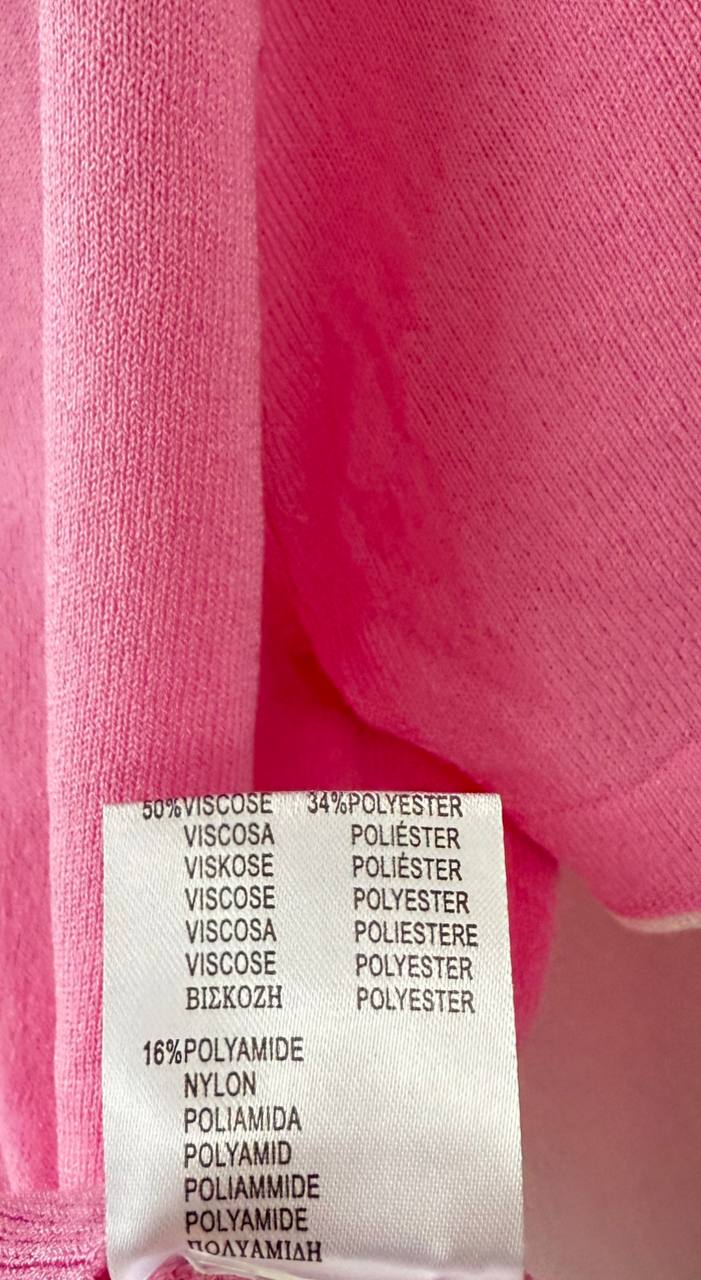 50%VISCOSE 34%POLYESTER
VISCOSA POLIÉSTER
VISKOSE POLIÉSTER
VISCOSE POLYESTER
VISCOSA POLIESTERE
VISCOSE POLYESTER
ΒΙΣΚΟΖΗ POLYESTER
16%POLYAMIDE
NYLON
POLIAMIDA
POLYAMID
POLIAMMIDE
POLYAMIDE
ΠΟΛΥΑΜΙΔΗ